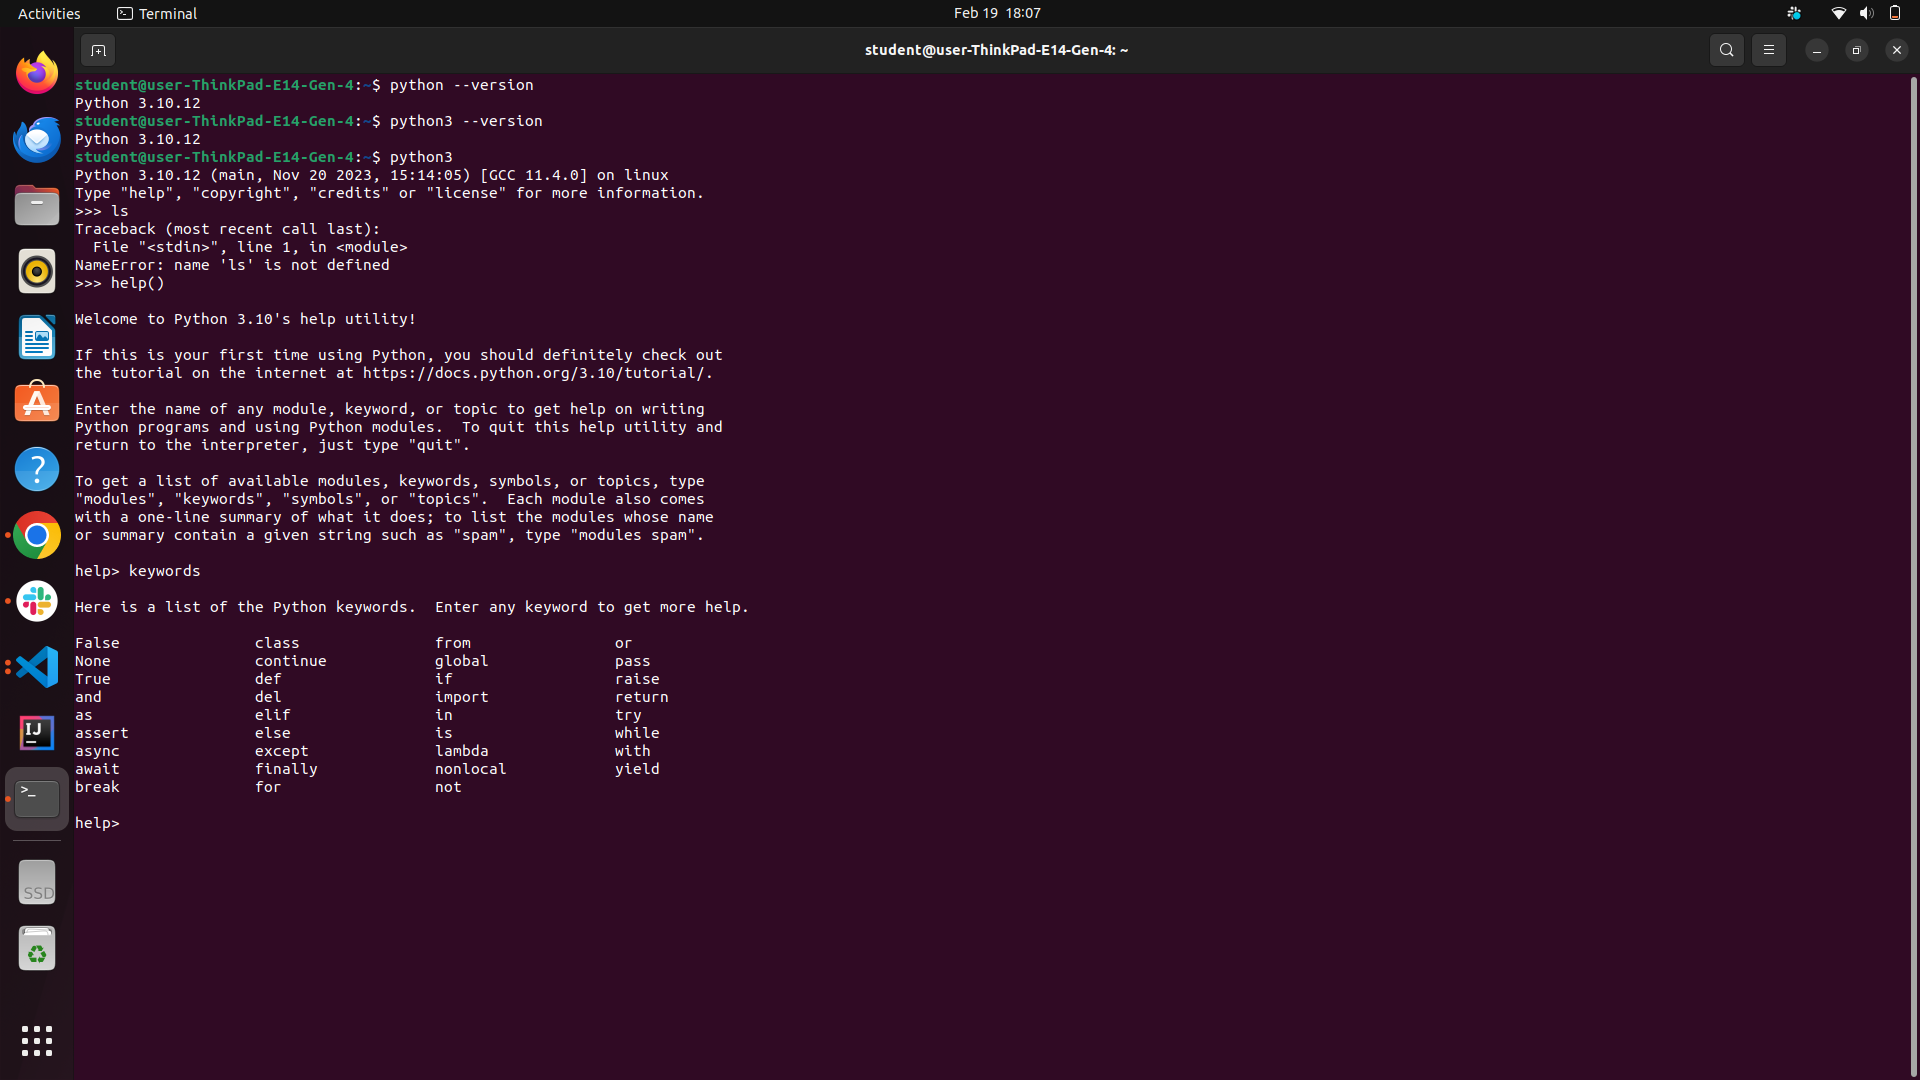 Activities Terminal Feb 19 18:07
student@user-ThinkPad-E14-Gen-4: ~
student@user-ThinkPad-E14-Gen-4:~$ python --version
Python 3.10.12
student@user-ThinkPad-E14-Gen-4:~$ python3 --version
Python 3.10.12
student@user-ThinkPad-E14-Gen-4:~$ python3
Python 3.10.12 (main, Nov 20 2023, 15:14:05) [GCC 11.4.0] on linux
Type "help", "copyright", "credits" or "license" for more information.
>>> ls
Traceback (most recent call last):
  File "<stdin>", line 1, in <module>
NameError: name 'ls' is not defined
>>> help()
Welcome to Python 3.10's help utility!
If this is your first time using Python, you should definitely check out
the tutorial on the internet at https://docs.python.org/3.10/tutorial/.
Enter the name of any module, keyword, or topic to get help on writing
Python programs and using Python modules.  To quit this help utility and
return to the interpreter, just type "quit".
To get a list of available modules, keywords, symbols, or topics, type
"modules", "keywords", "symbols", or "topics".  Each module also comes
with a one-line summary of what it does; to list the modules whose name
or summary contain a given string such as "spam", type "modules spam".
help> keywords
Here is a list of the Python keywords.  Enter any keyword to get more help.
False               class               from                or
None                continue            global              pass
True                def                 if                  raise
and                 del                 import              return
as                  elif                in                  try
assert              else                is                  while
async               except              lambda              with
await               finally             nonlocal            yield
break               for                 not
help>
IJ
>_
SSD